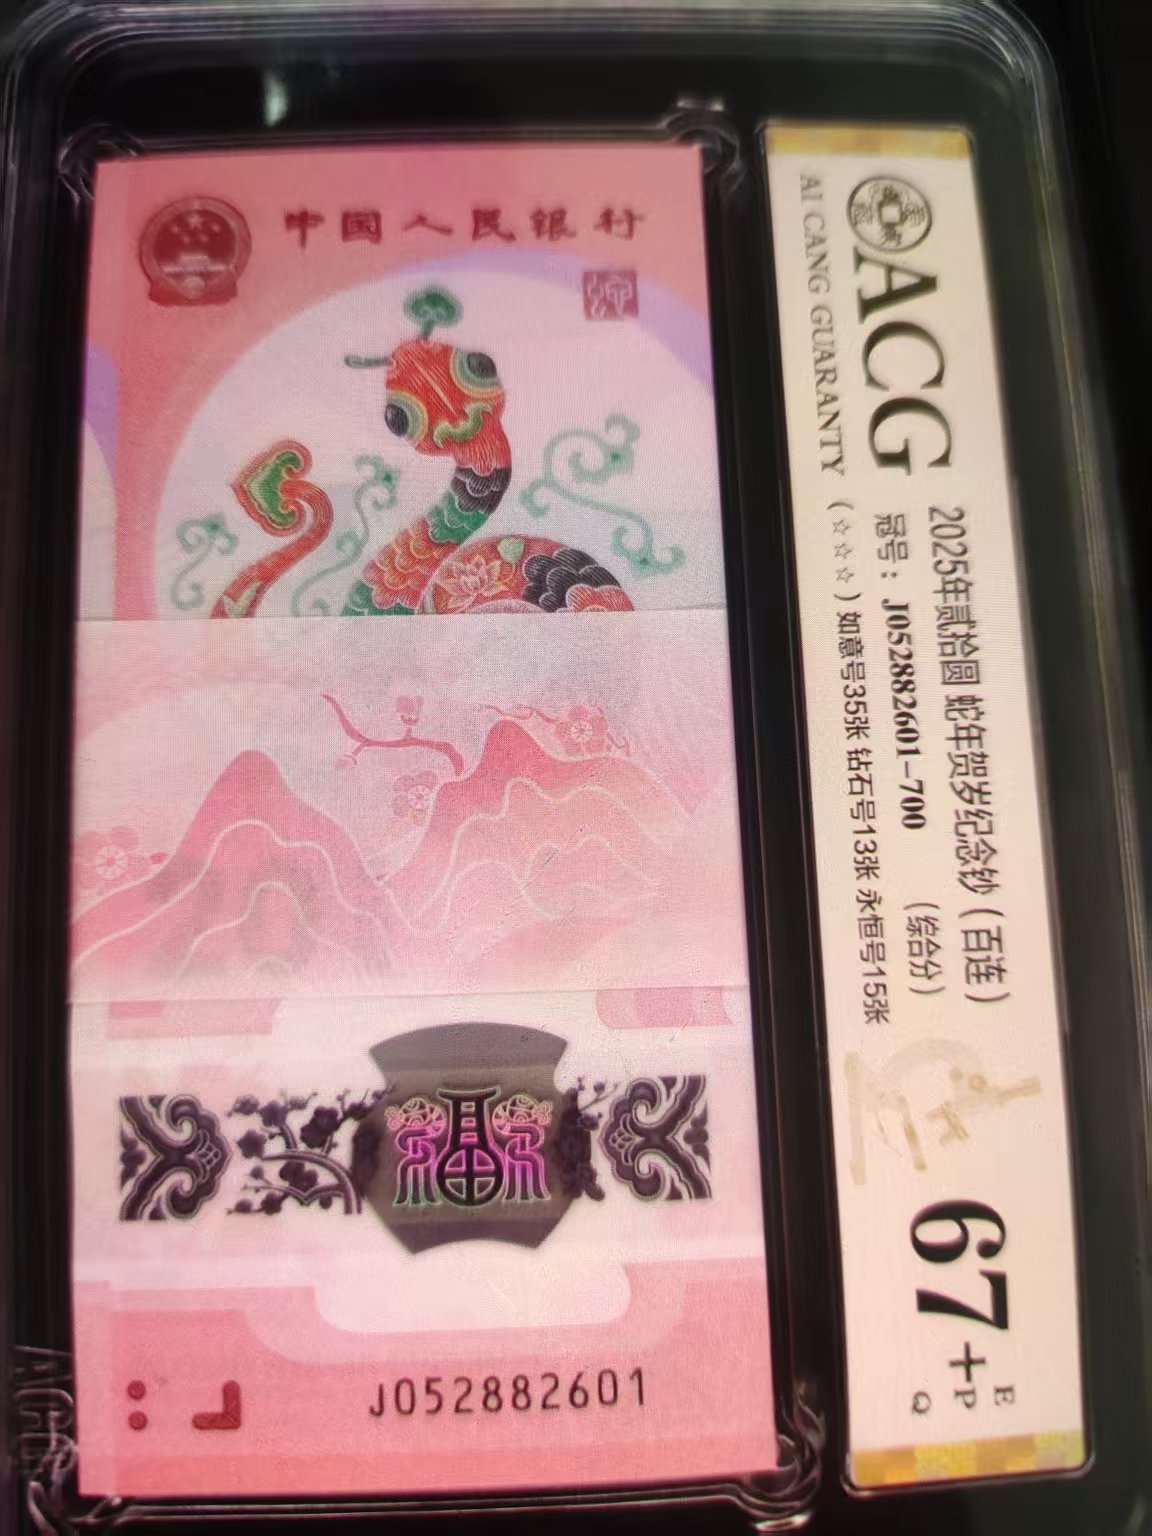 中国人民银行
J052882601
ACG
AI CANG GUARANTY
2025年贰拾圆 蛇年贺岁纪念钞（百连）
冠号：J052882601-700 （综合分）
（☆☆☆）如意号35张 钻石号13张 永恒号15张
67+
E
P
Q
ACG